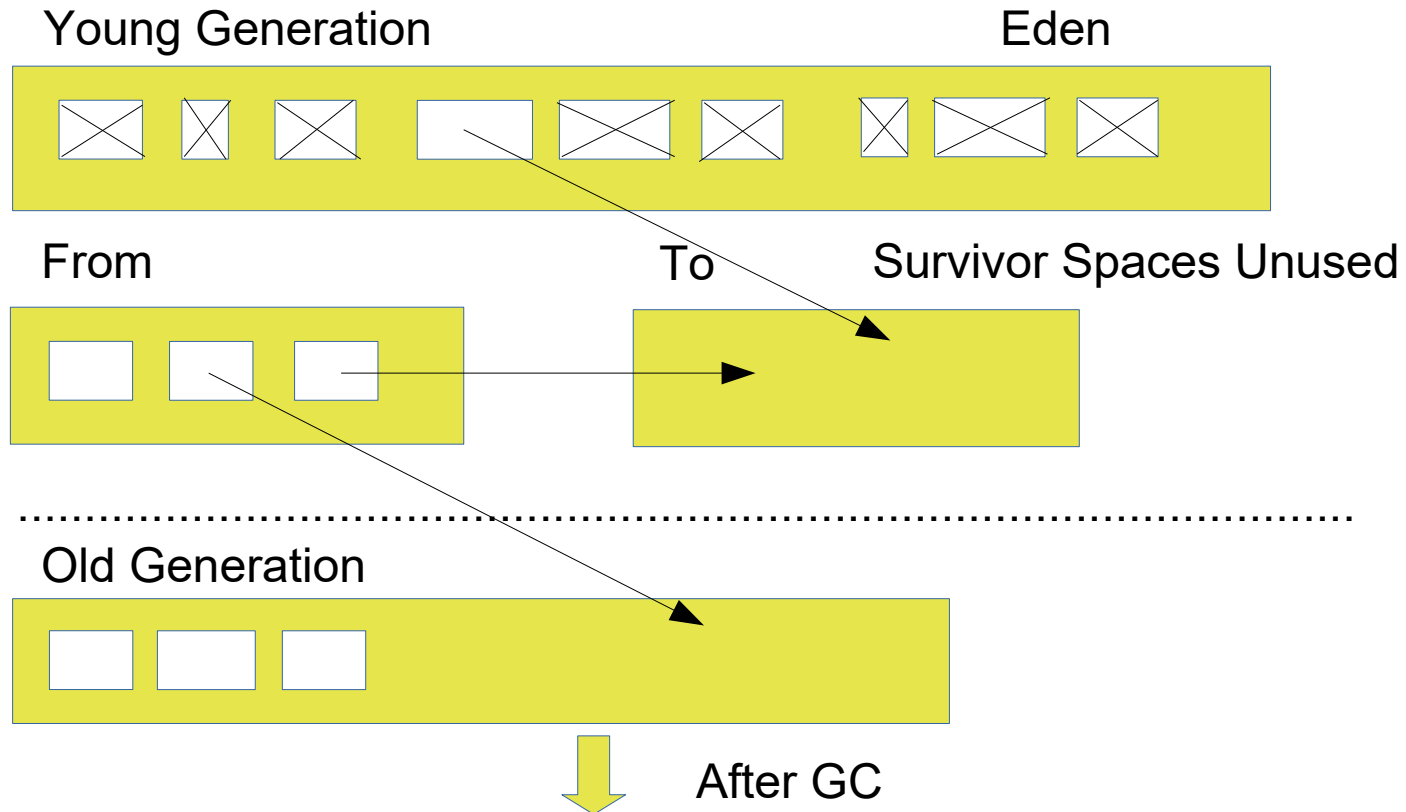 Young Generation
Eden
From
To
Survivor Spaces Unused
Old Generation
After GC